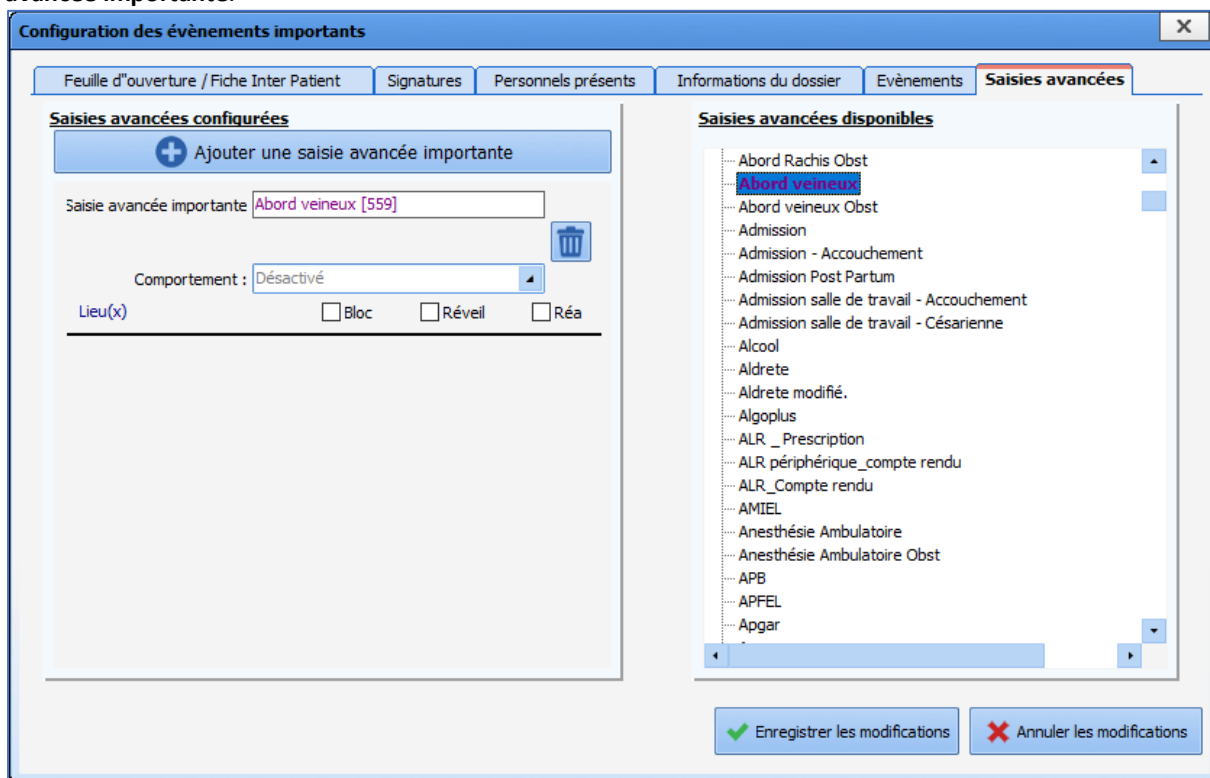 avancée importante.
Configuration des évènements importants
Feuille d"ouverture / Fiche Inter Patient
Signatures
Personnels présents
Informations du dossier
Evènements
Saisies avancées
Saisies avancées configurées
Ajouter une saisie avancée importante
Saisie avancée importante Abord veineux [559]
Comportement : Désactivé
Lieu(x) Bloc Réveil Réa
Saisies avancées disponibles
Abord Rachis Obst
Abord veineux
Abord veineux Obst
Admission
Admission - Accouchement
Admission Post Partum
Admission salle de travail - Accouchement
Admission salle de travail - Césarienne
Alcool
Aldrete
Aldrete modifié.
Algoplus
ALR _ Prescription
ALR périphérique_compte rendu
ALR_Compte rendu
AMIEL
Anesthésie Ambulatoire
Anesthésie Ambulatoire Obst
APB
APFEL
Apgar
Enregistrer les modifications
Annuler les modifications